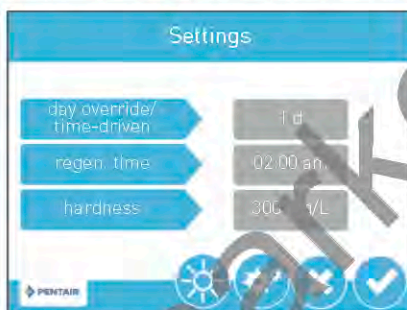 Settings
day override/
time-driven
1 d
regen. time
02:00 am
hardness
PENTAIR